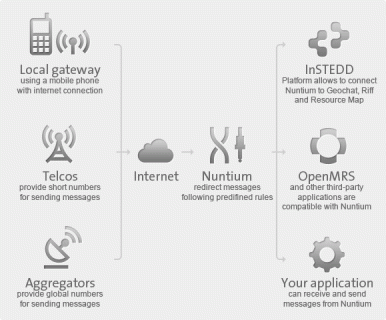 Local gateway
using a mobile phone
with internet connection
Telcos
provide short numbers
for sending messages
Aggregators
provide global numbers
for sending messages
Internet
Nuntium
redirect messages
following predifined rules
InSTEDD
Platform allows to connect
Nuntium to Geochat, Riff
and Resource Map
OpenMRS
and other third-party
applications are
compatible with Nuntium
Your application
can receive and send
messages from Nuntium